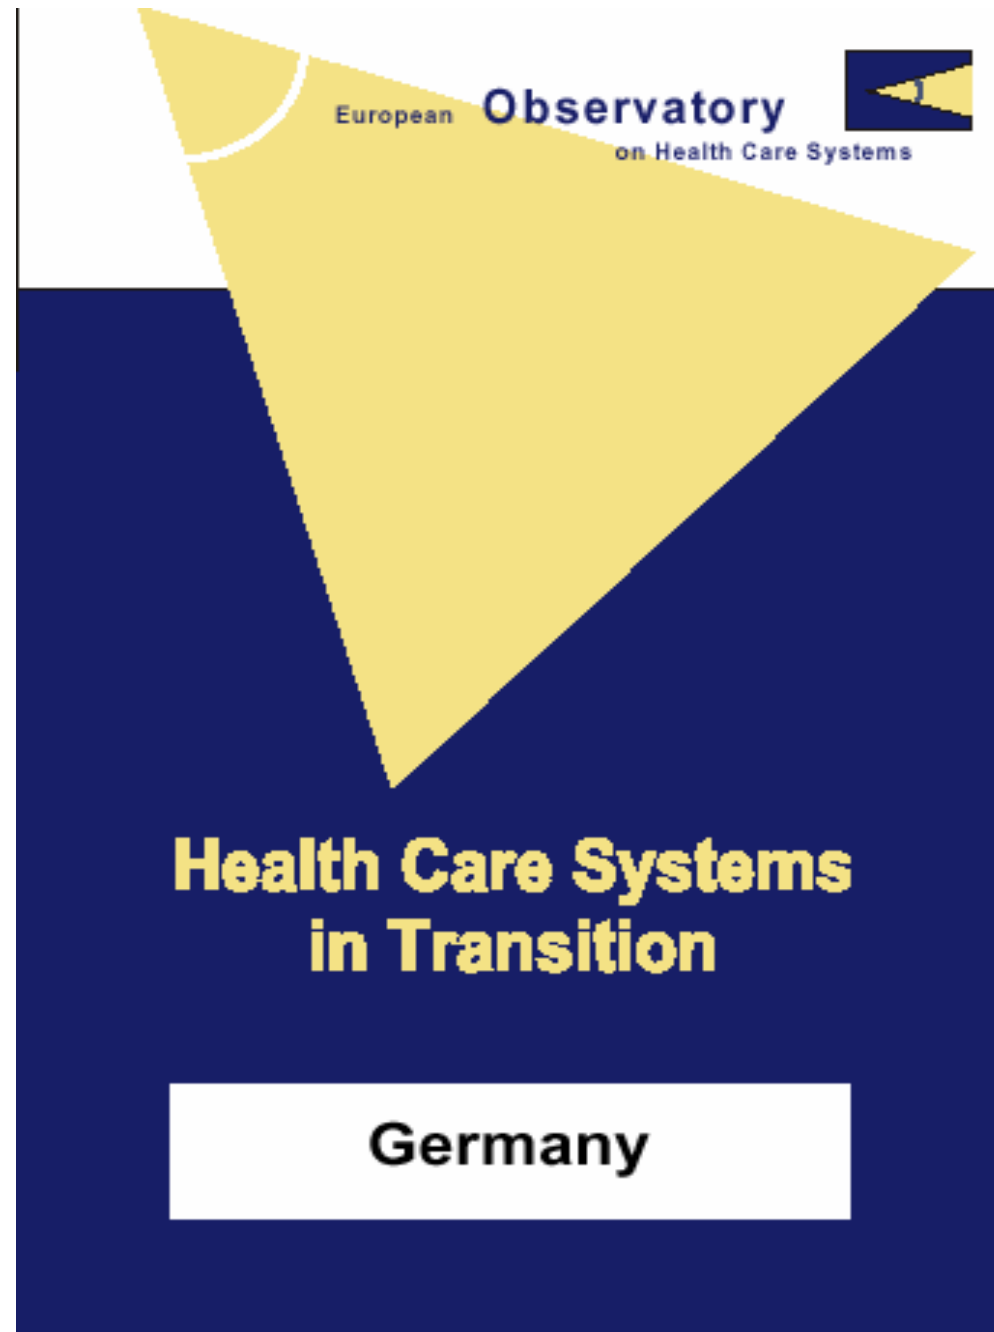 European Observatory
on Health Care Systems
Health Care Systems
in Transition
Germany